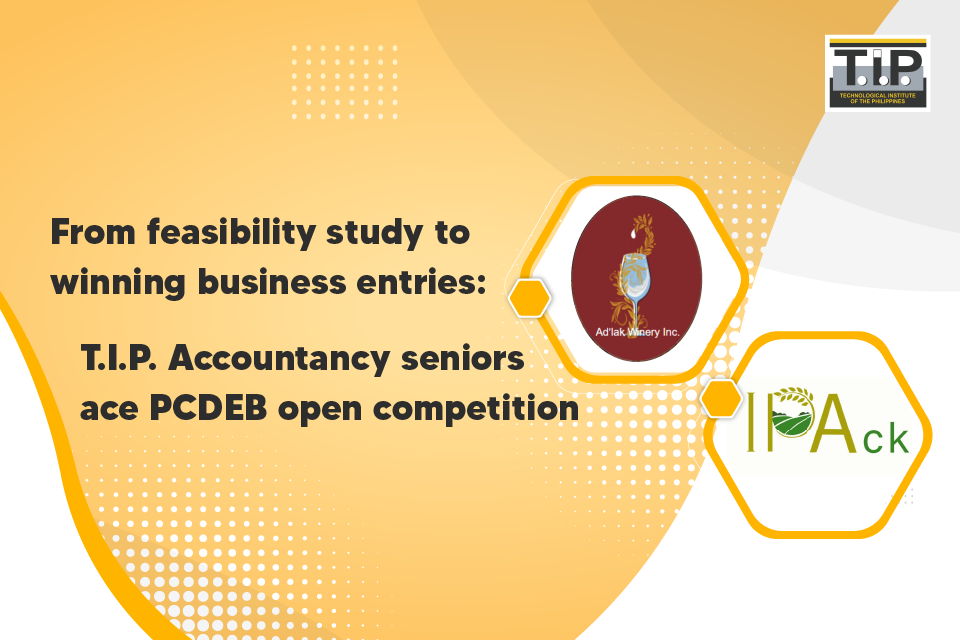 T.I.P.
TECHNOLOGICAL INSTITUTE
OF THE PHILIPPINES
From feasibility study to
winning business entries:
T.I.P. Accountancy seniors
ace PCDEB open competition
Ad'lak Winery Inc.
IPAck